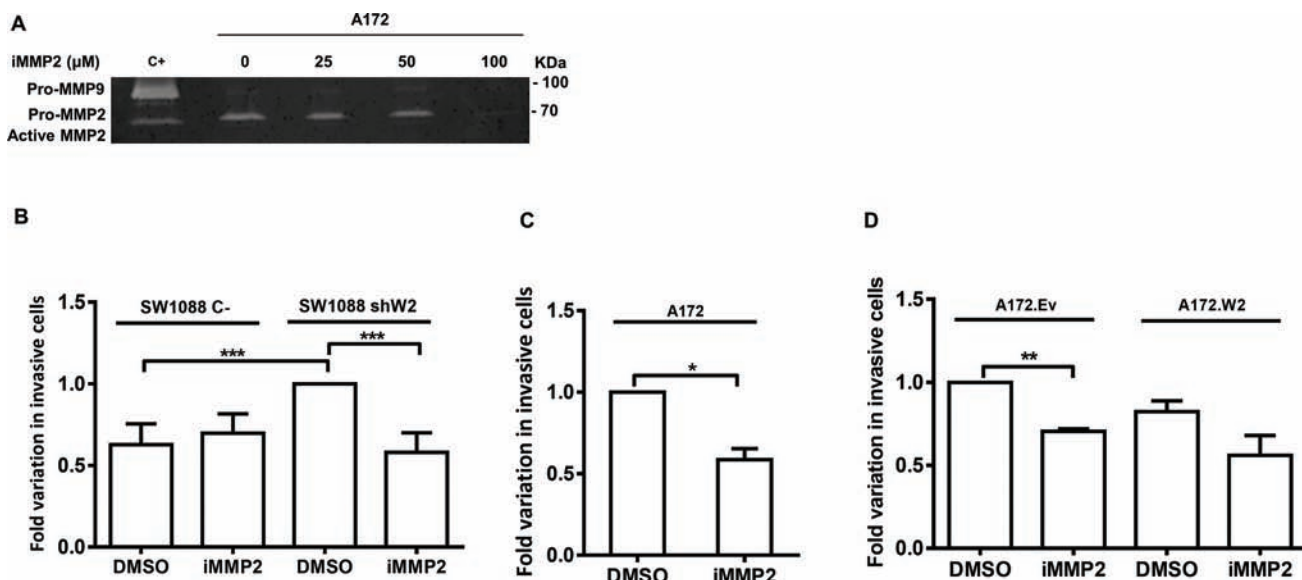 A
A172
iMMP2 (μM) C+ 0 25 50 100 KDa
Pro-MMP9 - 100
Pro-MMP2 - 70
Active MMP2
B
Fold variation in invasive cells
1.5
1.0
0.5
0.0
SW1088 C- SW1088 shW2
*** ***
DMSO iMMP2 DMSO iMMP2
C
Fold variation in invasive cells
1.5
1.0
0.5
0.0
A172
*
DMSO iMMP2
D
Fold variation in invasive cells
1.5
1.0
0.5
0.0
A172.Ev A172.W2
**
DMSO iMMP2 DMSO iMMP2